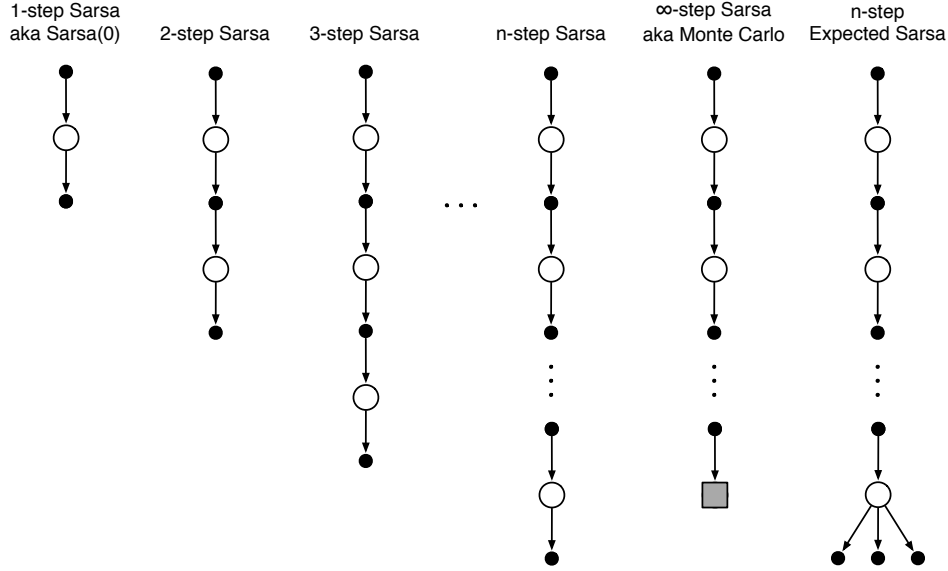 1-step Sarsa
aka Sarsa(0)
2-step Sarsa
3-step Sarsa
n-step Sarsa
∞-step Sarsa
aka Monte Carlo
n-step
Expected Sarsa